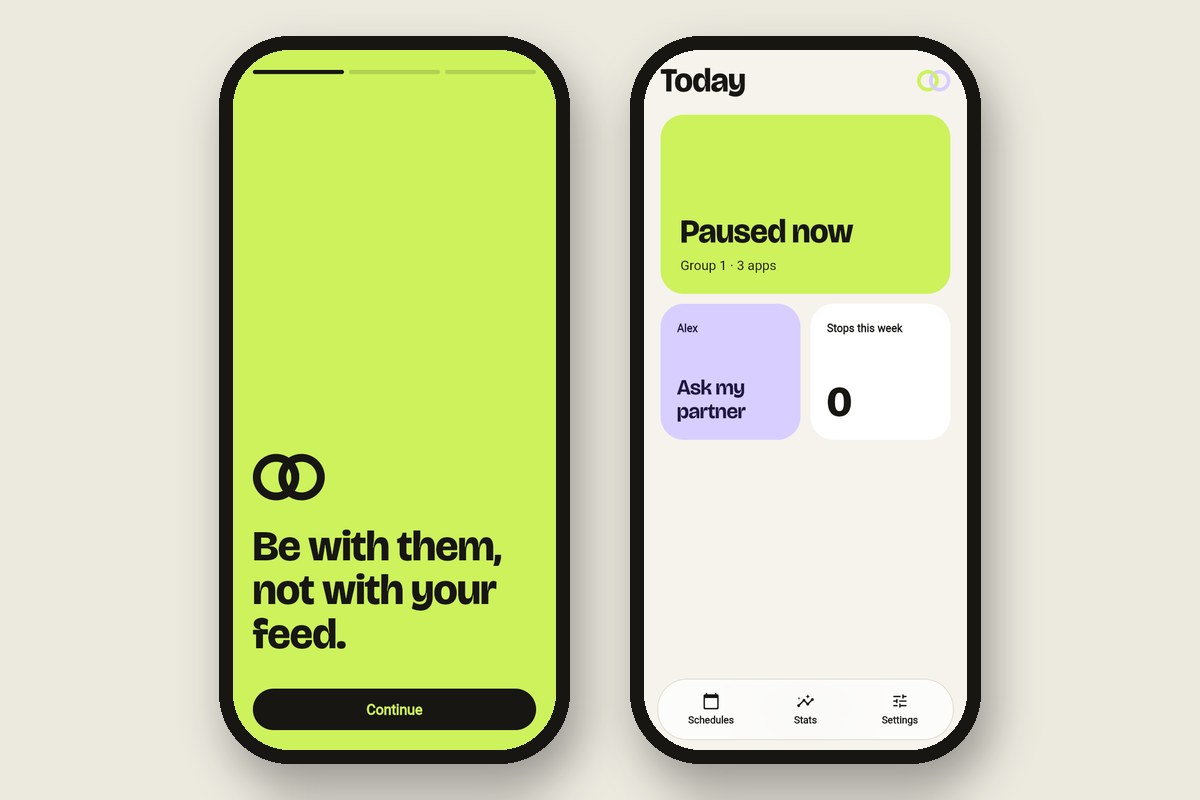 Be with them,
not with your
feed.
Continue
Today
Paused now
Group 1 · 3 apps
Alex
Ask my
partner
Stops this week
0
Schedules
Stats
Settings